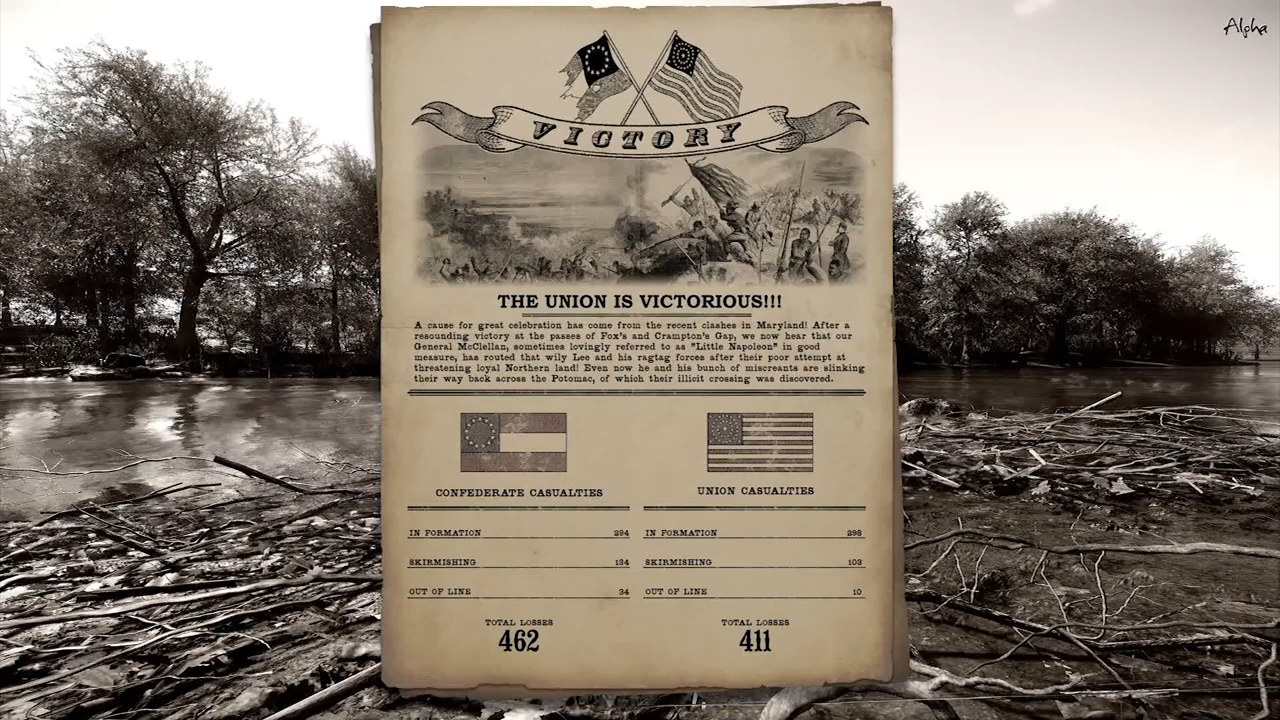 Alpha
VICTORY
THE UNION IS VICTORIOUS!!!
A cause for great celebration has come from the recent clashes in Maryland! After a
resounding victory at the passes of Fox's and Crampton's Gap, we now hear that our
General McClellan, sometimes lovingly referred to as "Little Napoleon" in good
measure, has routed that wily Lee and his ragtag forces after their poor attempt at
threatening loyal Northern land! Even now he and his bunch of miscreants are slinking
their way back across the Potomac, of which their illicit crossing was discovered.
CONFEDERATE CASUALTIES
IN FORMATION 294
SKIRMISHING 134
OUT OF LINE 34
TOTAL LOSSES
462
UNION CASUALTIES
IN FORMATION 298
SKIRMISHING 103
OUT OF LINE 10
TOTAL LOSSES
411